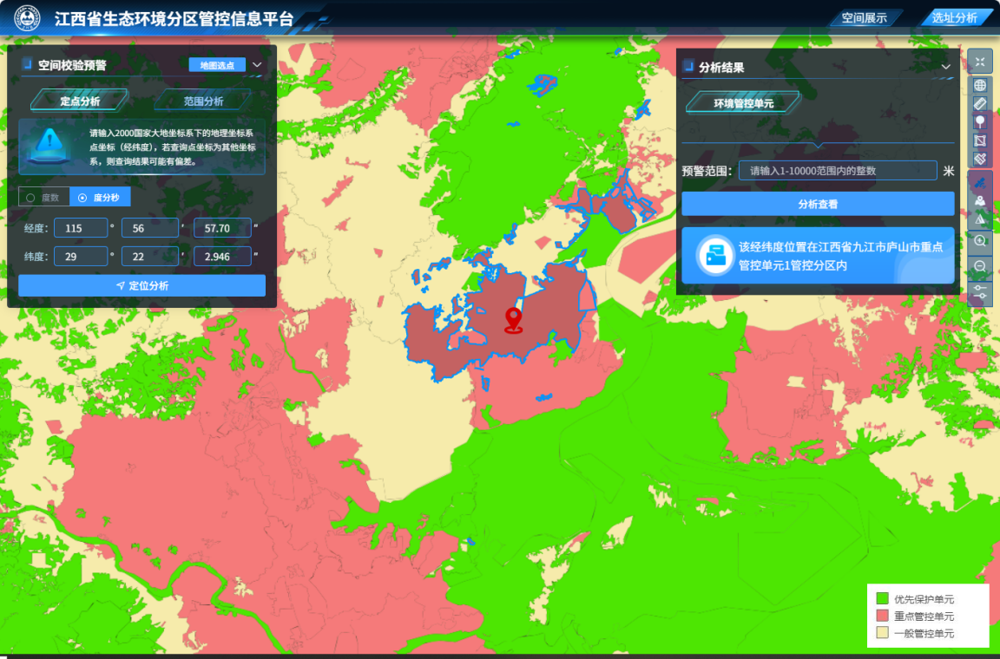 江西省生态环境分区管控信息平台
空间展示
选址分析
空间校验预警
地图选点
定点分析
范围分析
请输入2000国家大地坐标系下的地理坐标系
点坐标（经纬度），若查询点坐标为其他坐标
系，则查询结果可能有偏差。
度数
度分秒
经度： 115 ° 56 ′ 57.70 ″
纬度： 29 ° 22 ′ 2.946 ″
定位分析
分析结果
环境管控单元
预警范围： 请输入1-10000范围内的整数 米
分析查看
该经纬度位置在江西省九江市庐山市重点
管控单元1管控分区内
优先保护单元
重点管控单元
一般管控单元